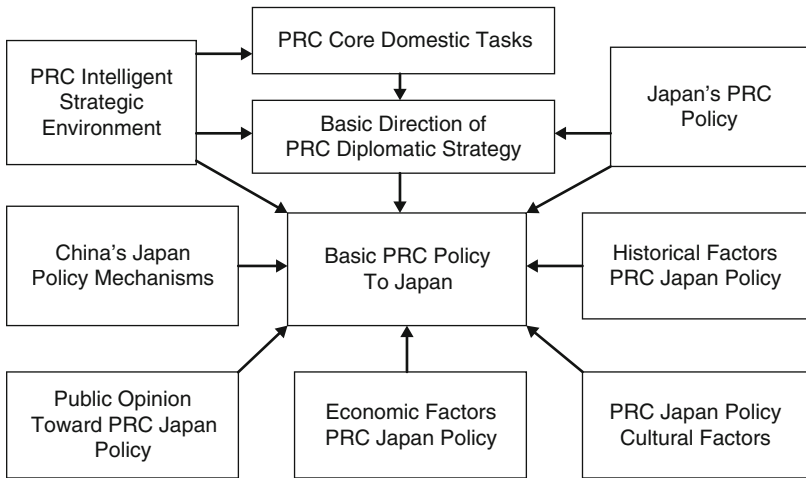 PRC Core Domestic Tasks
PRC Intelligent
Strategic
Environment
Basic Direction of
PRC Diplomatic Strategy
Japan's PRC
Policy
China's Japan
Policy Mechanisms
Basic PRC Policy
To Japan
Historical Factors
PRC Japan Policy
Public Opinion
Toward PRC Japan
Policy
Economic Factors
PRC Japan Policy
PRC Japan Policy
Cultural Factors